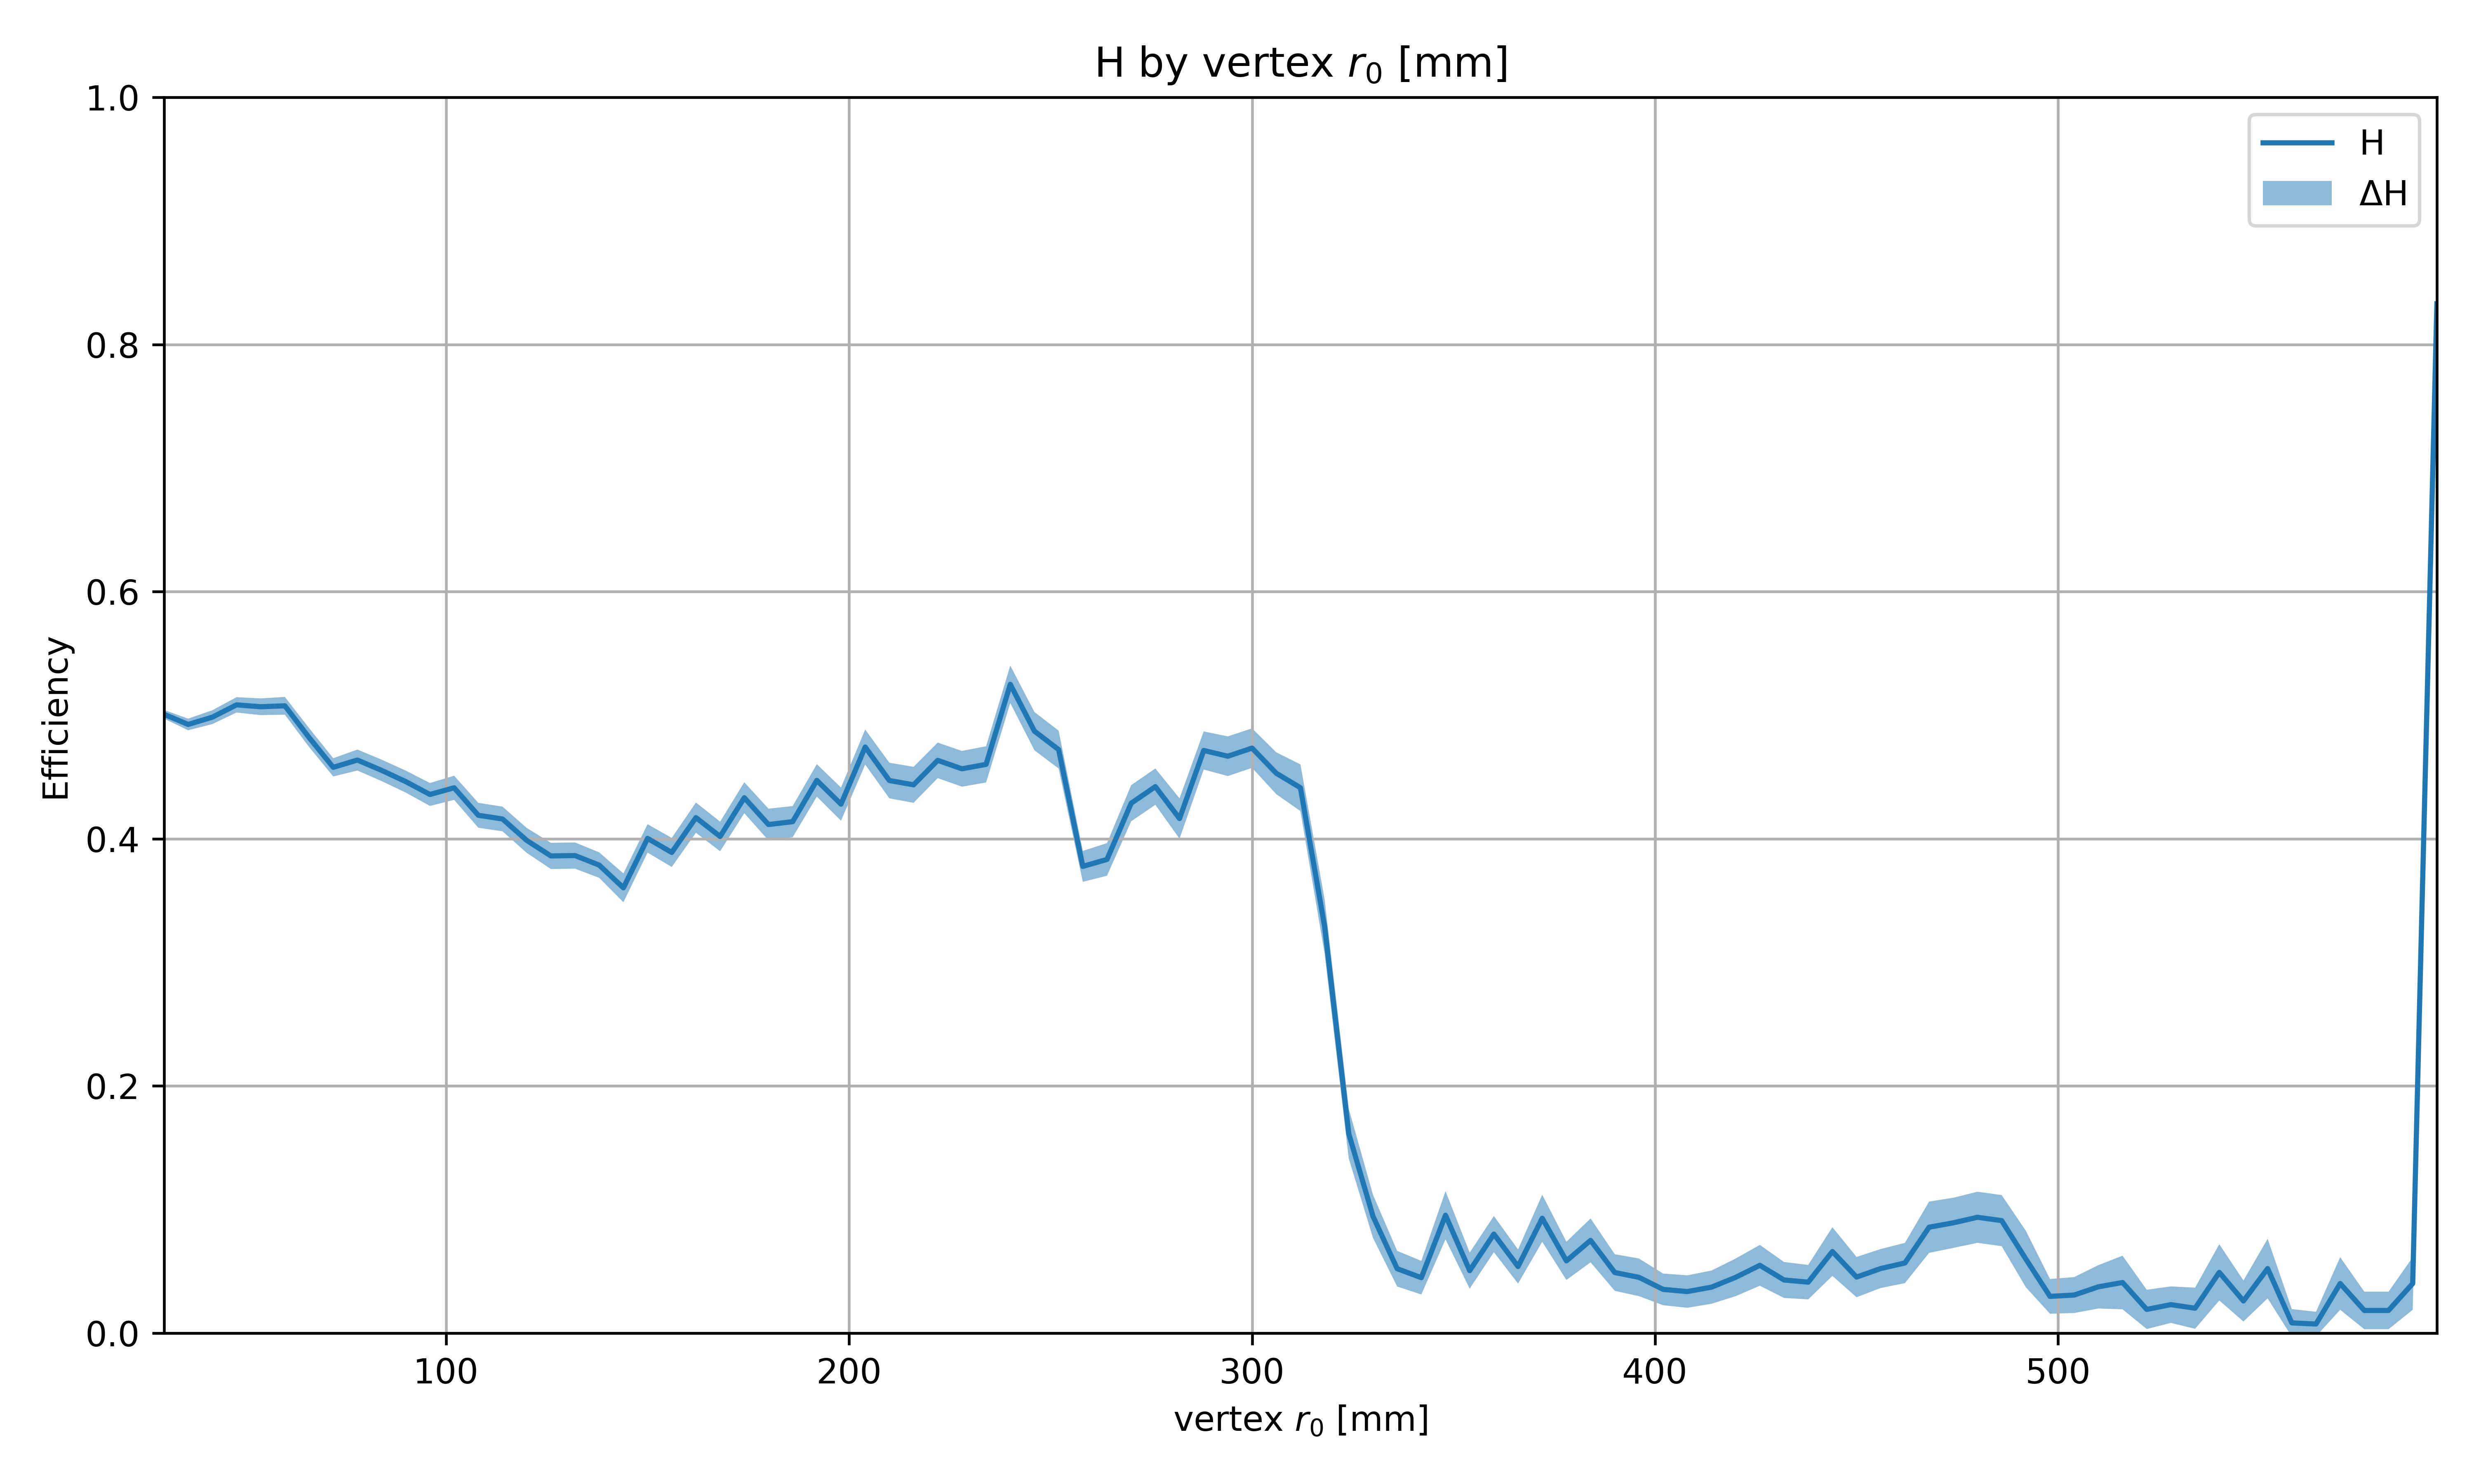 H by vertex r₀ [mm]
1.0
0.8
0.6
0.4
0.2
0.0
Efficiency
H
ΔH
100 200 300 400 500
vertex r₀ [mm]